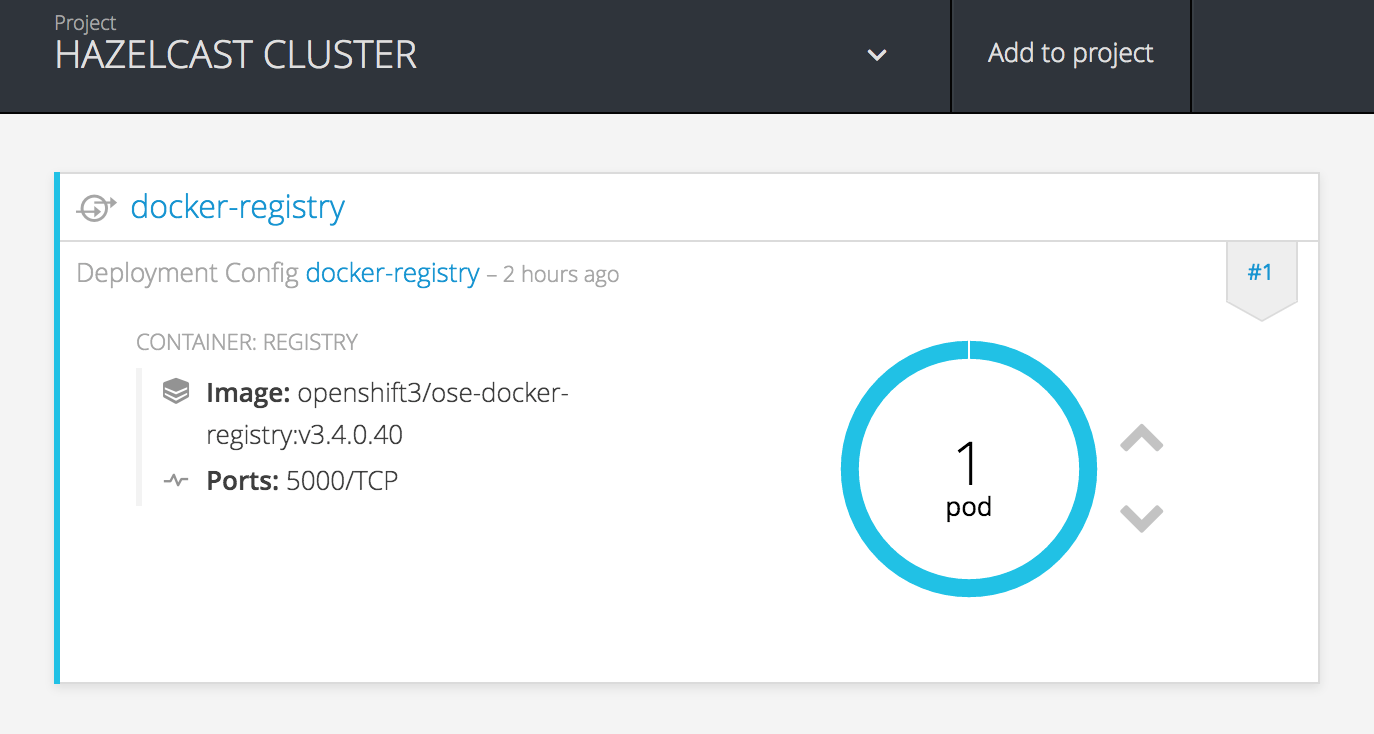 Project
HAZELCAST CLUSTER
Add to project
docker-registry
Deployment Config docker-registry – 2 hours ago
#1
CONTAINER: REGISTRY
Image: openshift3/ose-docker-
registry:v3.4.0.40
Ports: 5000/TCP
1
pod